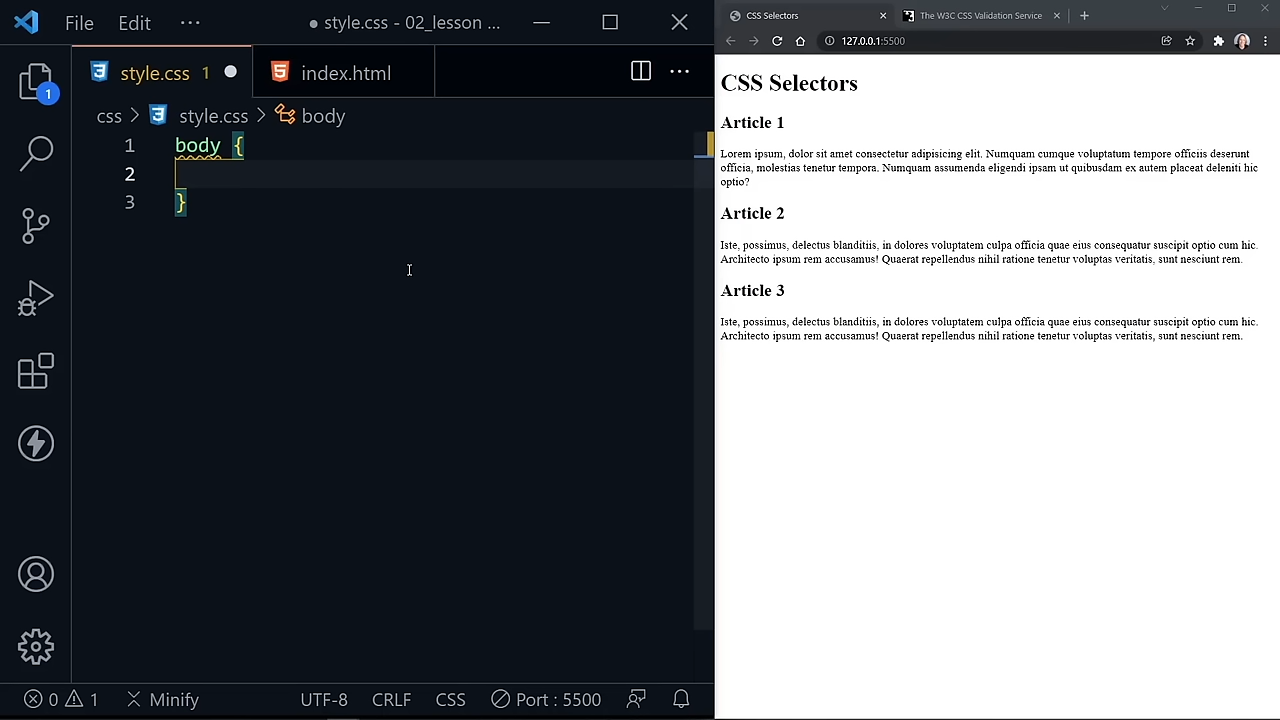 File Edit ··· ● style.css - 02_lesson ...
style.css 1 ● index.html
css > style.css > body
1 body {
2
3 }
1
0 1 Minify UTF-8 CRLF CSS Port : 5500
CSS Selectors The W3C CSS Validation Service
127.0.0.1:5500
CSS Selectors
Article 1
Lorem ipsum, dolor sit amet consectetur adipisicing elit. Numquam cumque voluptatum tempore officiis deserunt
officia, molestias tenetur tempora. Numquam assumenda eligendi ipsam ut quibusdam ex autem placeat deleniti hic
optio?
Article 2
Iste, possimus, delectus blanditiis, in dolores voluptatem culpa officia quae eius consequatur suscipit optio cum hic.
Architecto ipsum rem accusamus! Quaerat repellendus nihil ratione tenetur voluptas veritatis, sunt nesciunt rem.
Article 3
Iste, possimus, delectus blanditiis, in dolores voluptatem culpa officia quae eius consequatur suscipit optio cum hic.
Architecto ipsum rem accusamus! Quaerat repellendus nihil ratione tenetur voluptas veritatis, sunt nesciunt rem.